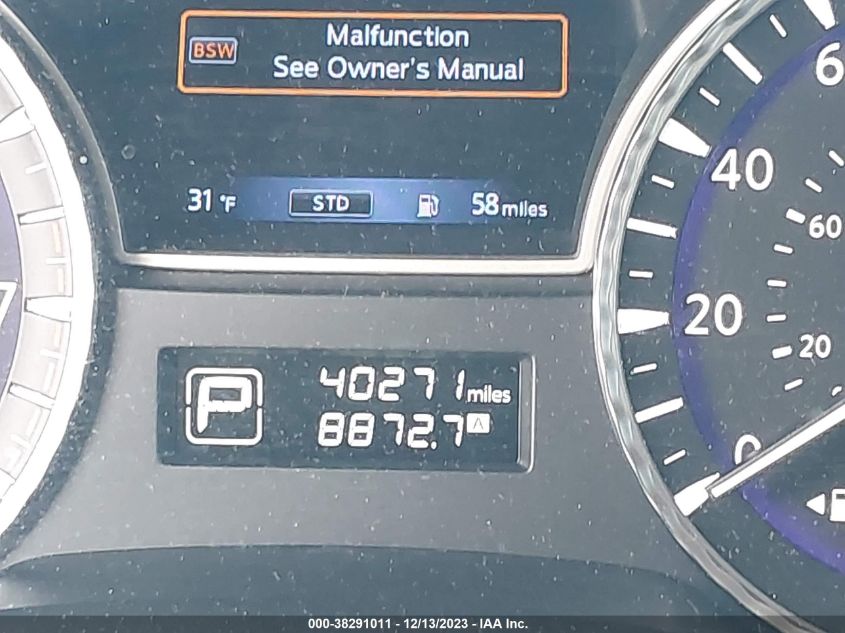 BSW
Malfunction
See Owner's Manual
31 °F
STD
58 miles
40
60
20
20
0
P
40271 miles
8872.7 A
000-38291011 - 12/13/2023 - IAA Inc.